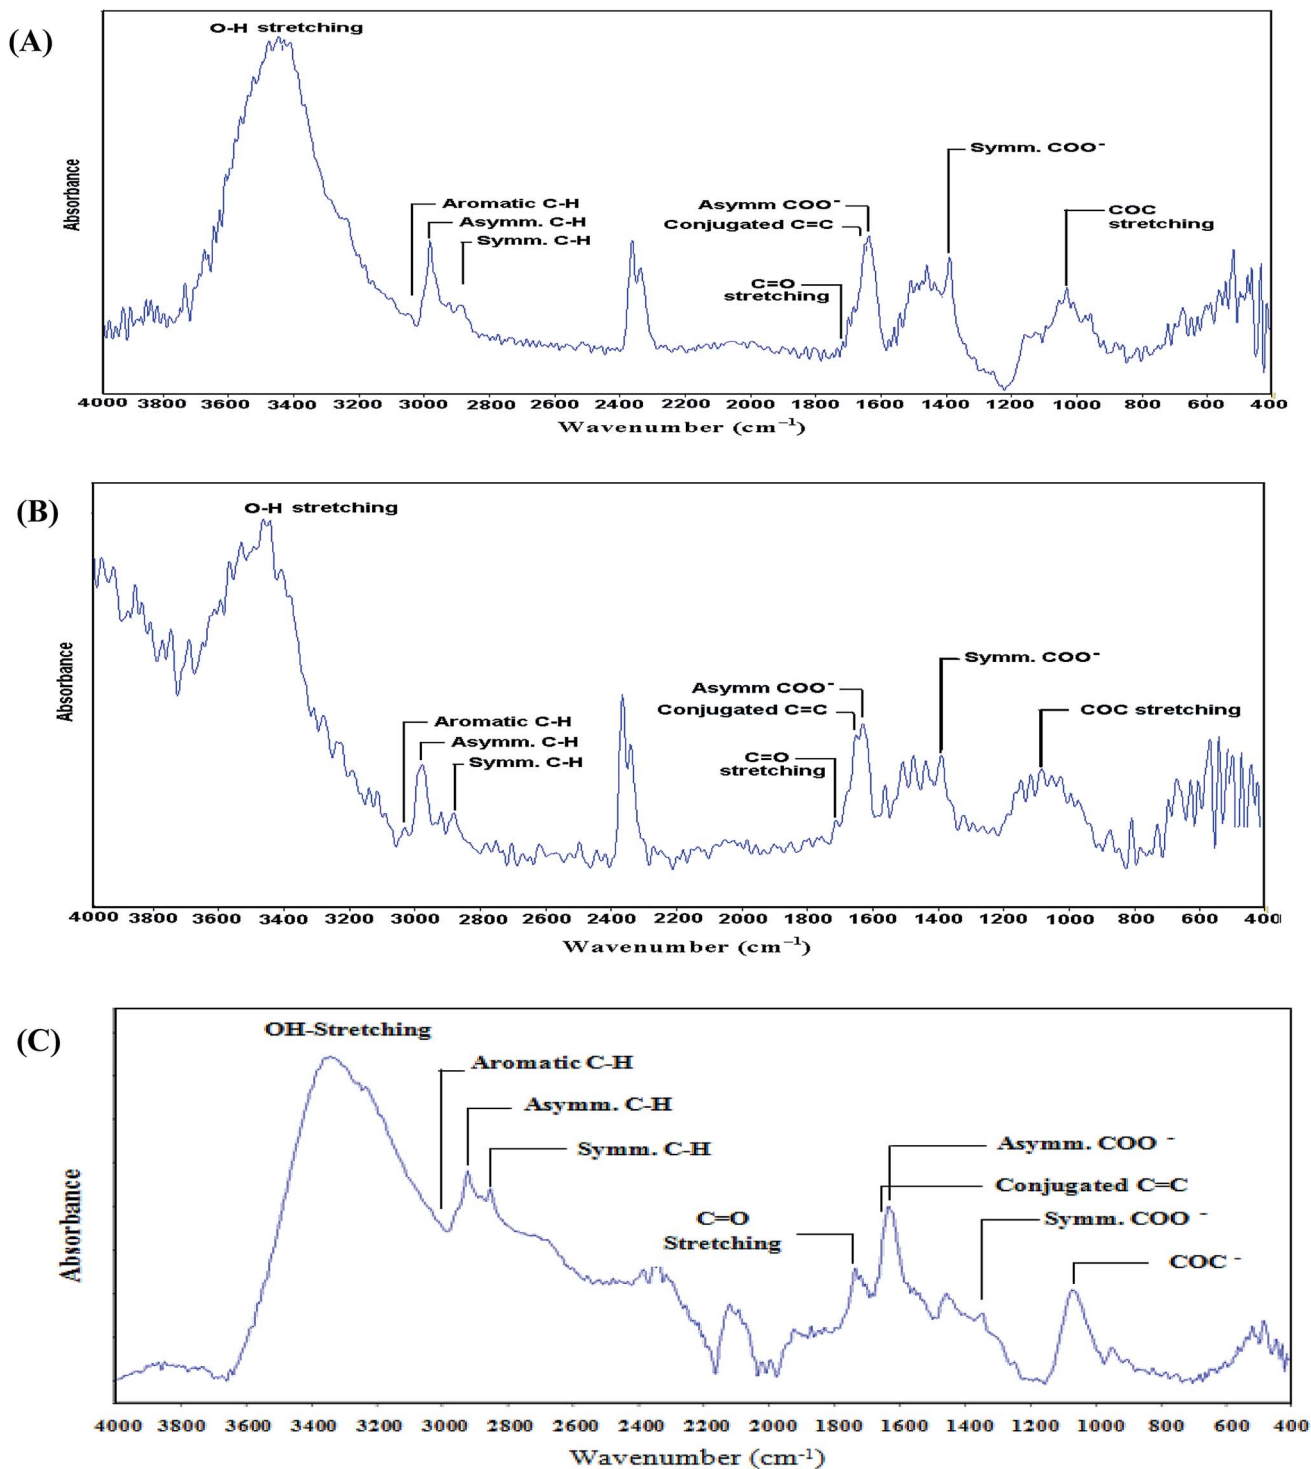 (A)
O-H stretching
Symm. COO⁻
Aromatic C-H
Asymm. C-H
Symm. C-H
Asymm COO⁻
Conjugated C=C
C=O
stretching
COC
stretching
Absorbance
4000 3800 3600 3400 3200 3000 2800 2600 2400 2200 2000 1800 1600 1400 1200 1000 800 600 400
Wavenumber (cm⁻¹)
(B)
O-H stretching
Symm. COO⁻
Asymm COO⁻
Conjugated C=C
COC stretching
Aromatic C-H
Asymm. C-H
Symm. C-H
C=O
stretching
Absorbance
4000 3800 3600 3400 3200 3000 2800 2600 2400 2200 2000 1800 1600 1400 1200 1000 800 600 400
Wavenumber (cm⁻¹)
(C)
OH-Stretching
Aromatic C-H
Asymm. C-H
Symm. C-H
Asymm. COO ⁻
Conjugated C=C
Symm. COO ⁻
C=O
Stretching
COC ⁻
Absorbance
4000 3800 3600 3400 3200 3000 2800 2600 2400 2200 2000 1800 1600 1400 1200 1000 800 600 400
Wavenumber (cm⁻¹)